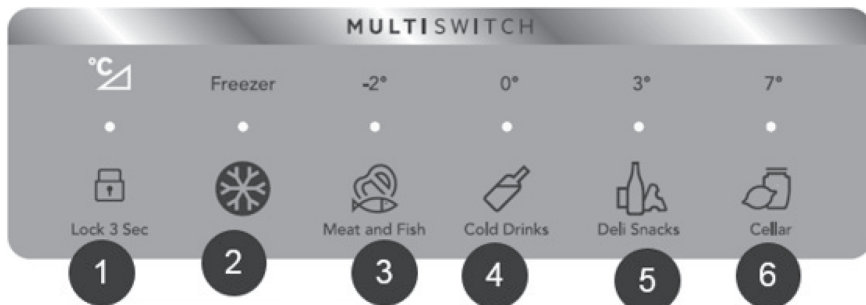 MULTISWITCH
°C Freezer -2° 0° 3° 7°
Lock 3 Sec Meat and Fish Cold Drinks Deli Snacks Cellar
1 2 3 4 5 6